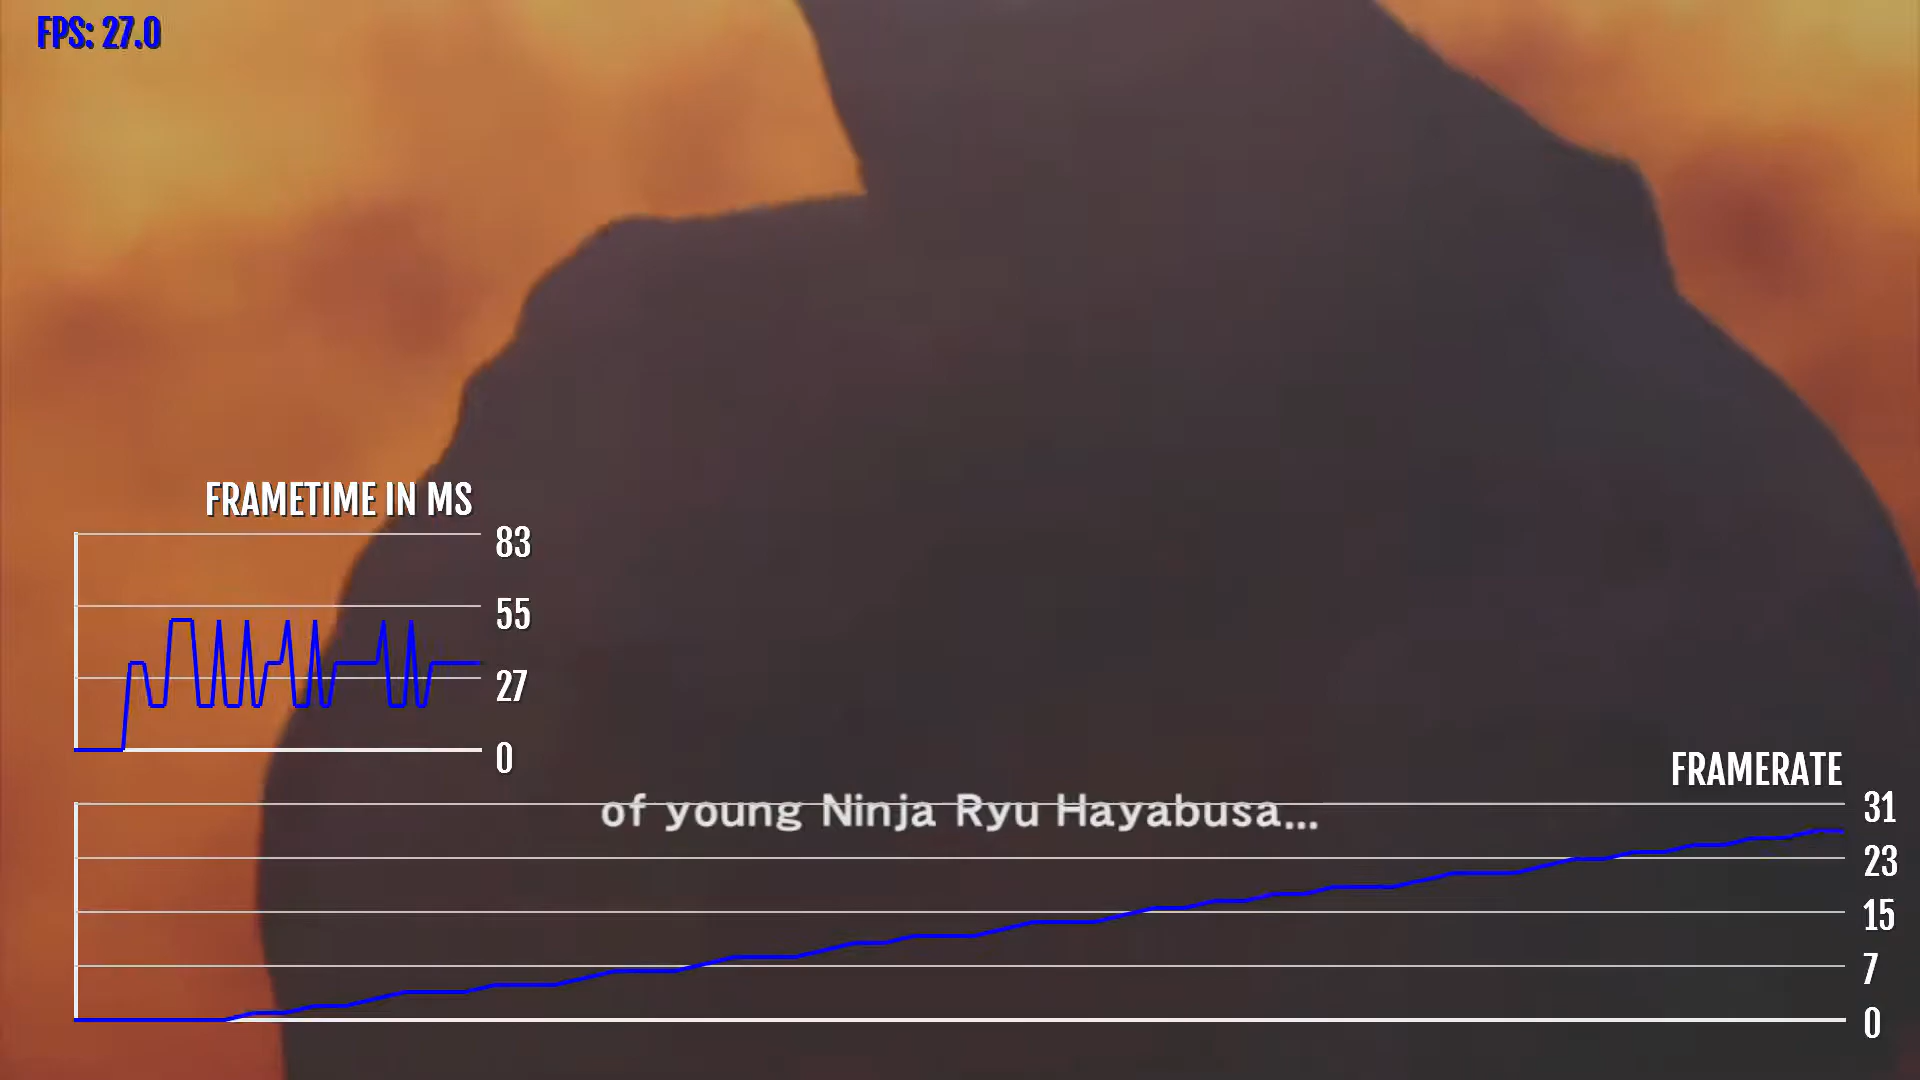 FPS: 27.0
FRAMETIME IN MS
83
55
27
0
FRAMERATE
of young Ninja Ryu Hayabusa...
31
23
15
7
0